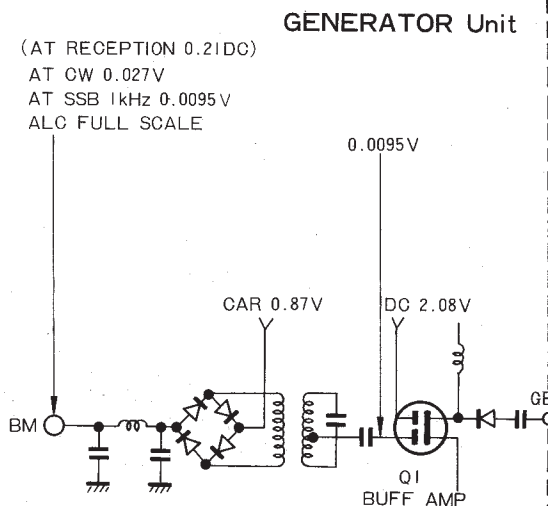 GENERATOR Unit
(AT RECEPTION 0.21DC)
AT CW 0.027V
AT SSB 1kHz 0.0095V
ALC FULL SCALE
0.0095V
CAR 0.87V
DC 2.08V
BM
GE
Q1
BUFF AMP